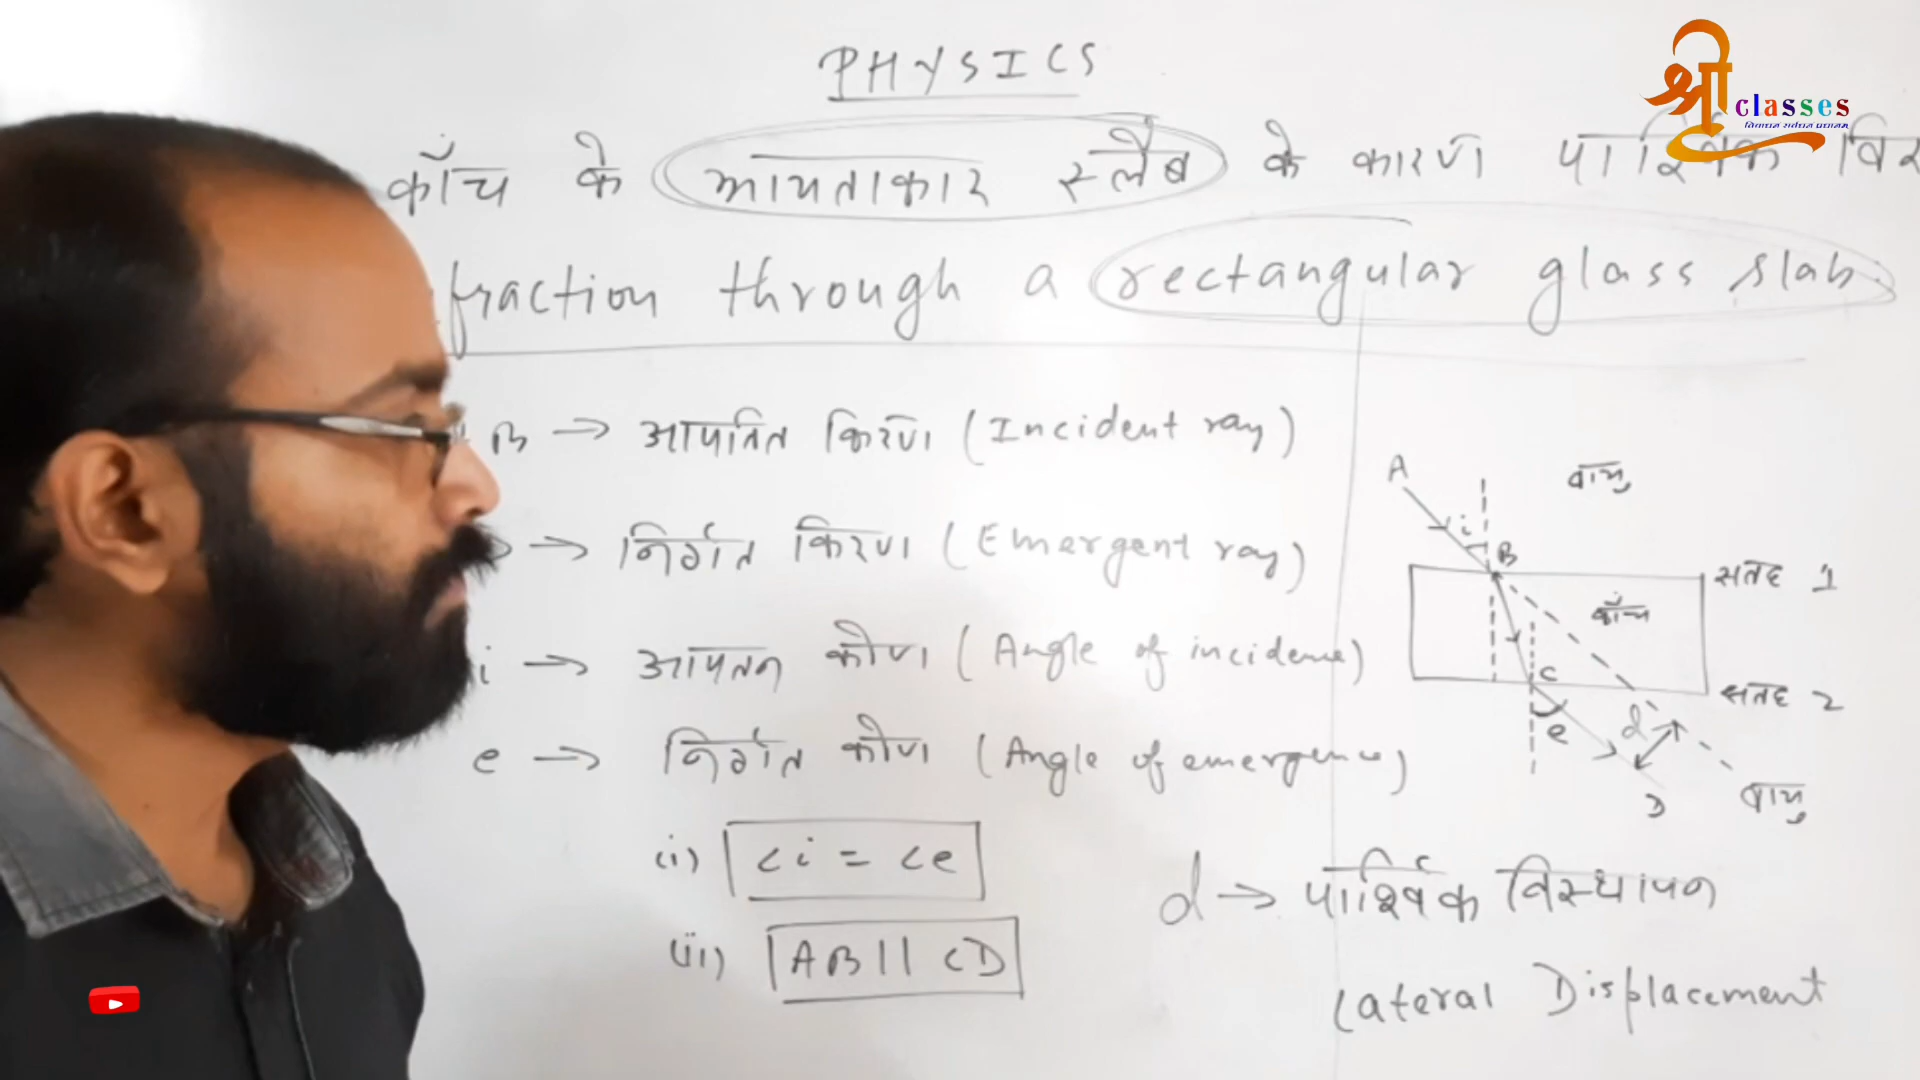 PHYSICS
श्री classes
काँच के आयताकार स्लैब के कारण पार्श्विक
fraction through a rectangular glass slab.
B → आपतित किरण (Incident ray)
→ निर्गत किरण (Emergent ray)
i → आपतन कोण (Angle of incidence)
e → निर्गत कोण (Angle of emergence)
(i) <i = <e
(ii) AB || CD
A
वायु
i
B
सतह 1
काँच
C
सतह 2
d
e
D
वायु
d → पार्श्विक विस्थापन
Lateral Displacement